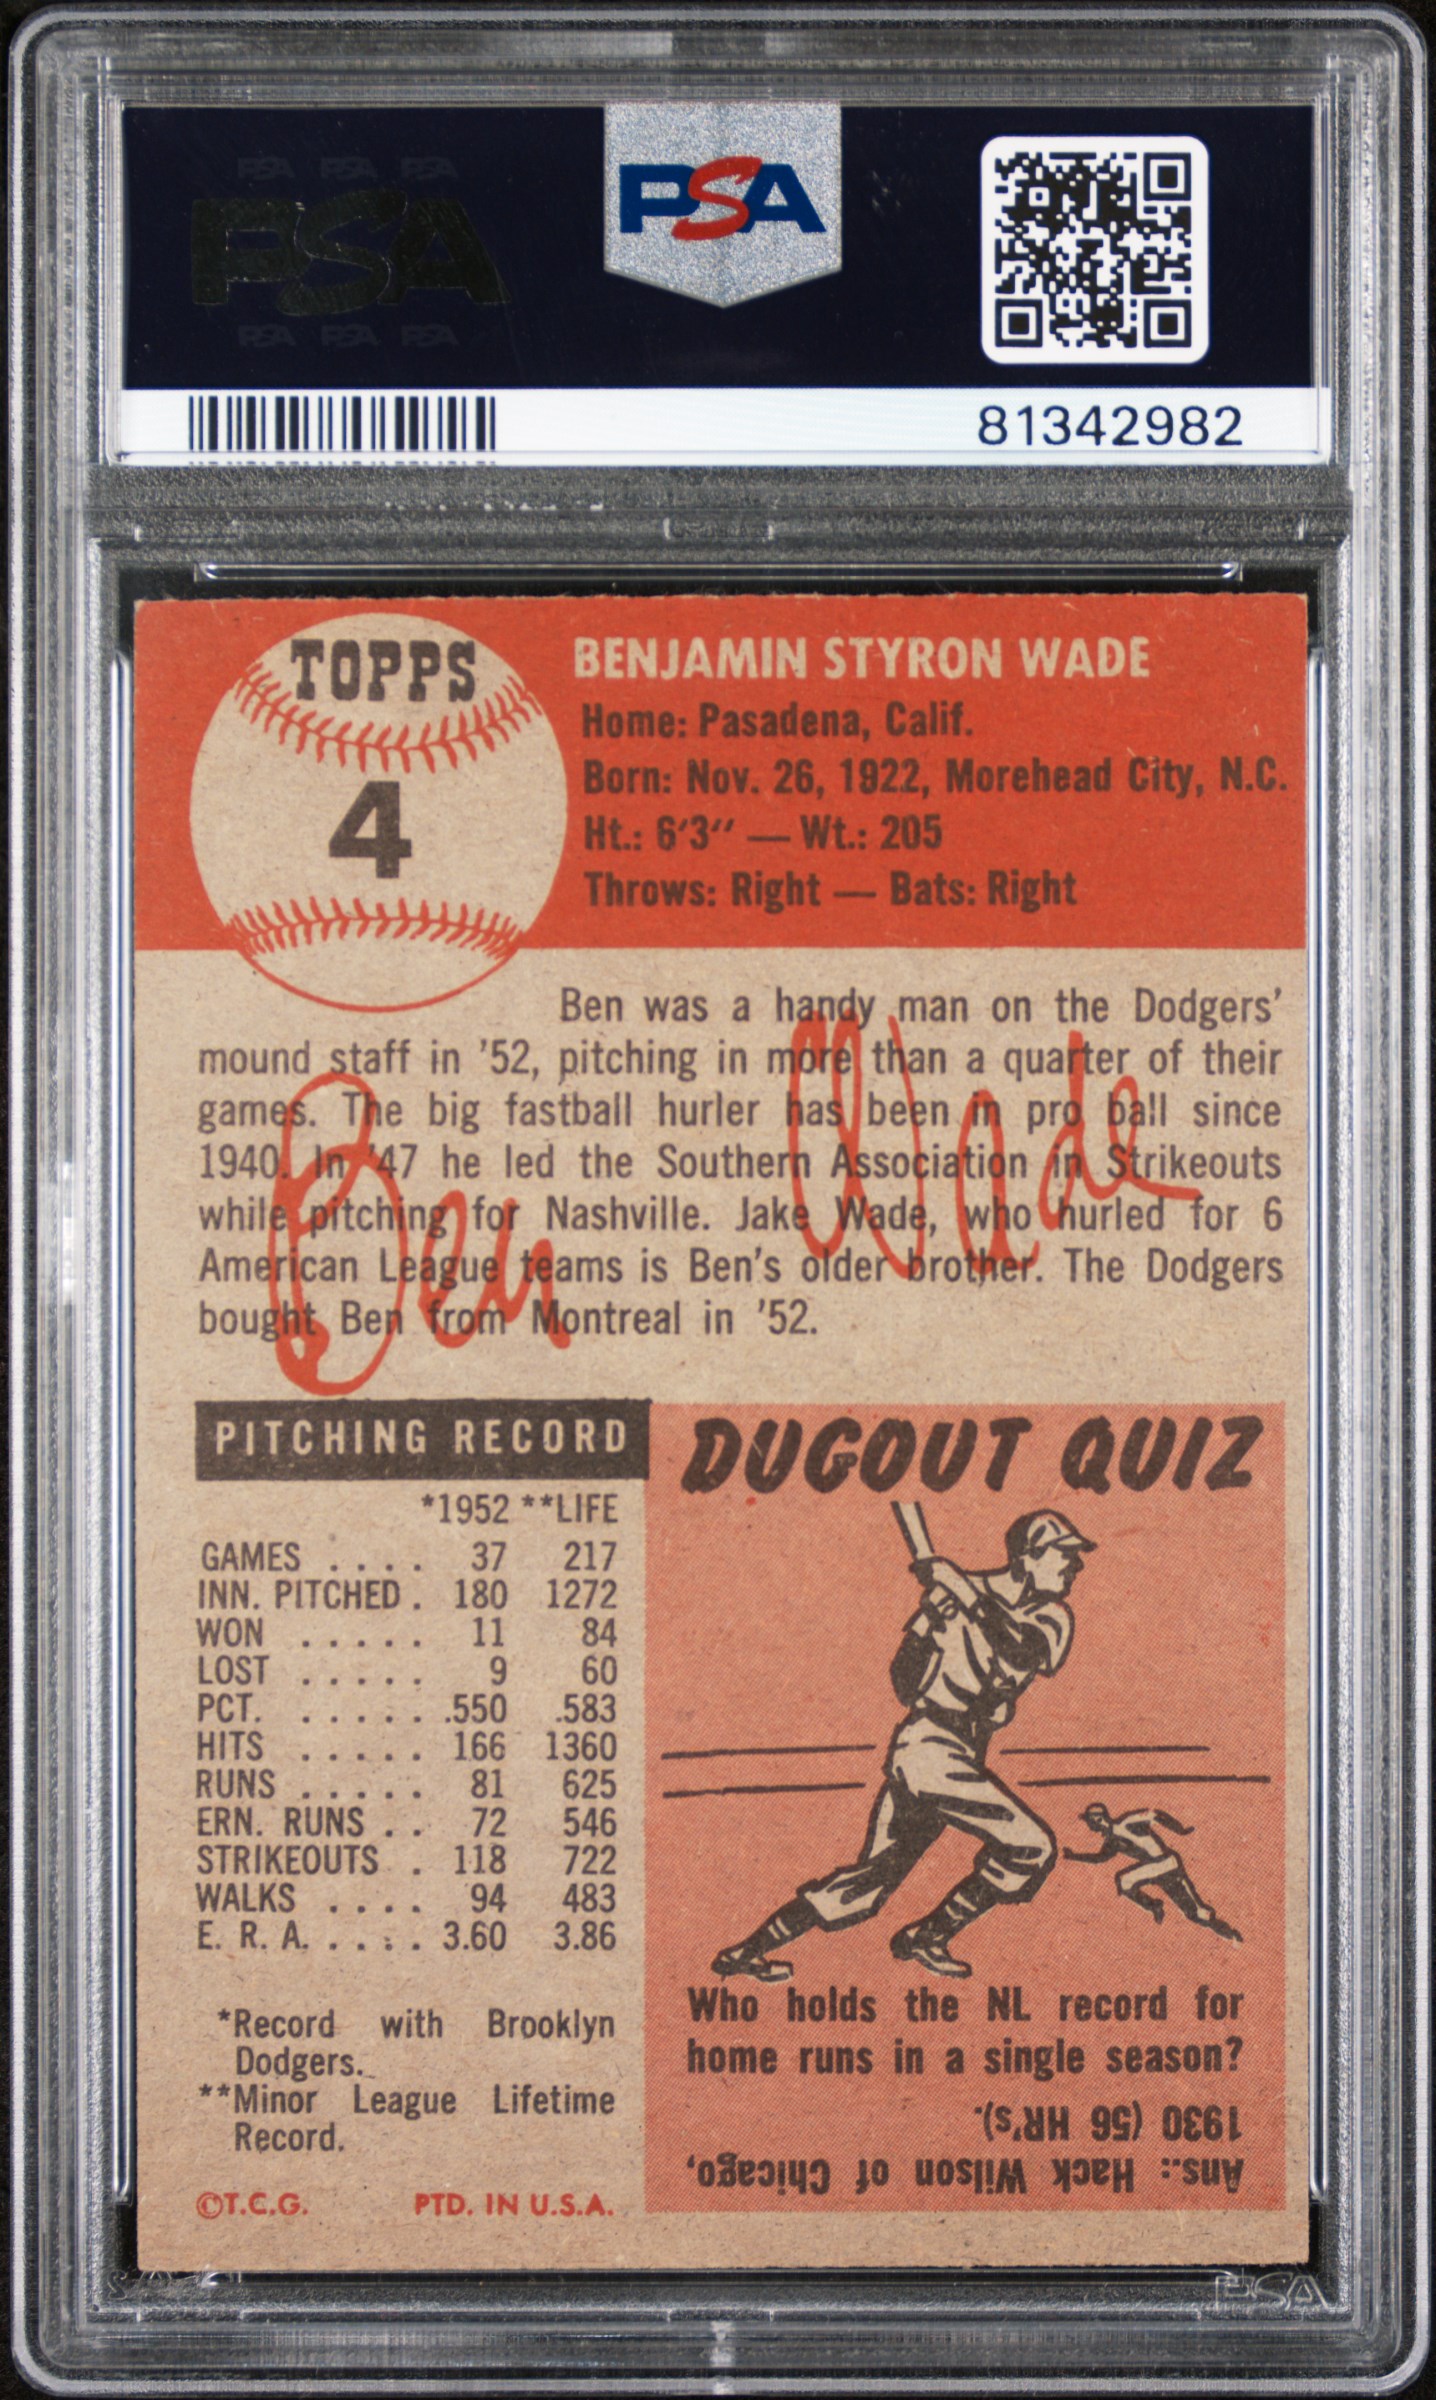 PSA PSA PSA
PSA
PSA PSA PSA
PSA
81342982
TOPPS
4
BENJAMIN STYRON WADE
Home: Pasadena, Calif.
Born: Nov. 26, 1922, Morehead City, N.C.
Ht.: 6'3" — Wt.: 205
Throws: Right — Bats: Right
Ben was a handy man on the Dodgers'
mound staff in '52, pitching in more than a quarter of their
games. The big fastball hurler has been in pro ball since
1940. In '47 he led the Southern Association in Strikeouts
while pitching for Nashville. Jake Wade, who hurled for 6
American League teams is Ben's older brother. The Dodgers
bought Ben from Montreal in '52.
Ben Wade
PITCHING RECORD
*1952 **LIFE
GAMES . . . . 37 217
INN. PITCHED . 180 1272
WON . . . . . 11 84
LOST . . . . . 9 60
PCT. . . . . . . .550 .583
HITS . . . . . 166 1360
RUNS . . . . . 81 625
ERN. RUNS . . 72 546
STRIKEOUTS . 118 722
WALKS . . . . 94 483
E. R. A. . . . . . 3.60 3.86
*Record with Brooklyn
Dodgers.
**Minor League Lifetime
Record.
©T.C.G. PTD. IN U.S.A.
DUGOUT QUIZ
Who holds the NL record for
home runs in a single season?
Ans.: Hack Wilson of Chicago,
1930 (56 HR's).
PSA